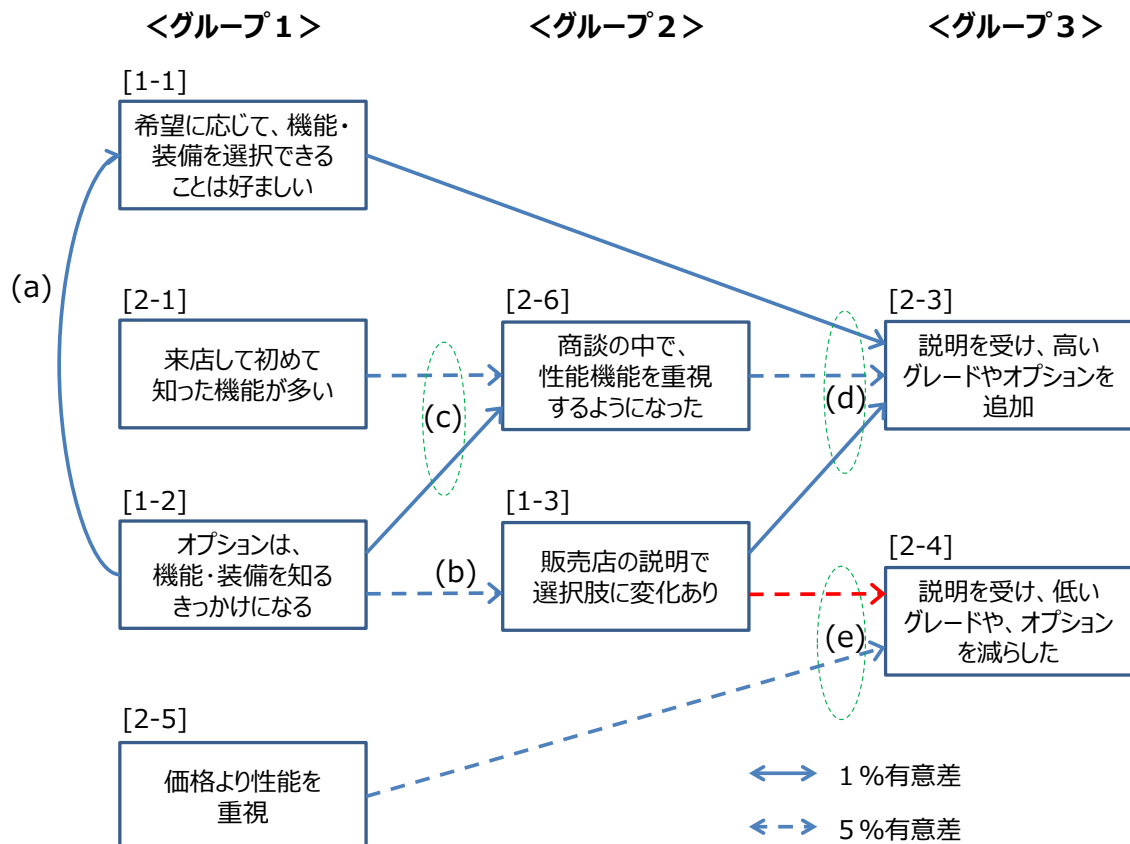 ＜グループ１＞
＜グループ２＞
＜グループ３＞
[1-1]
希望に応じて、機能・
装備を選択できる
ことは好ましい
(a)
[2-1]
来店して初めて
知った機能が多い
[2-6]
商談の中で、
性能機能を重視
するようになった
[2-3]
説明を受け、高い
グレードやオプションを
追加
(c)
(d)
[1-2]
オプションは、
機能・装備を知る
きっかけになる
(b)
[1-3]
販売店の説明で
選択肢に変化あり
[2-4]
説明を受け、低い
グレードや、オプション
を減らした
(e)
[2-5]
価格より性能を
重視
１％有意差
５％有意差